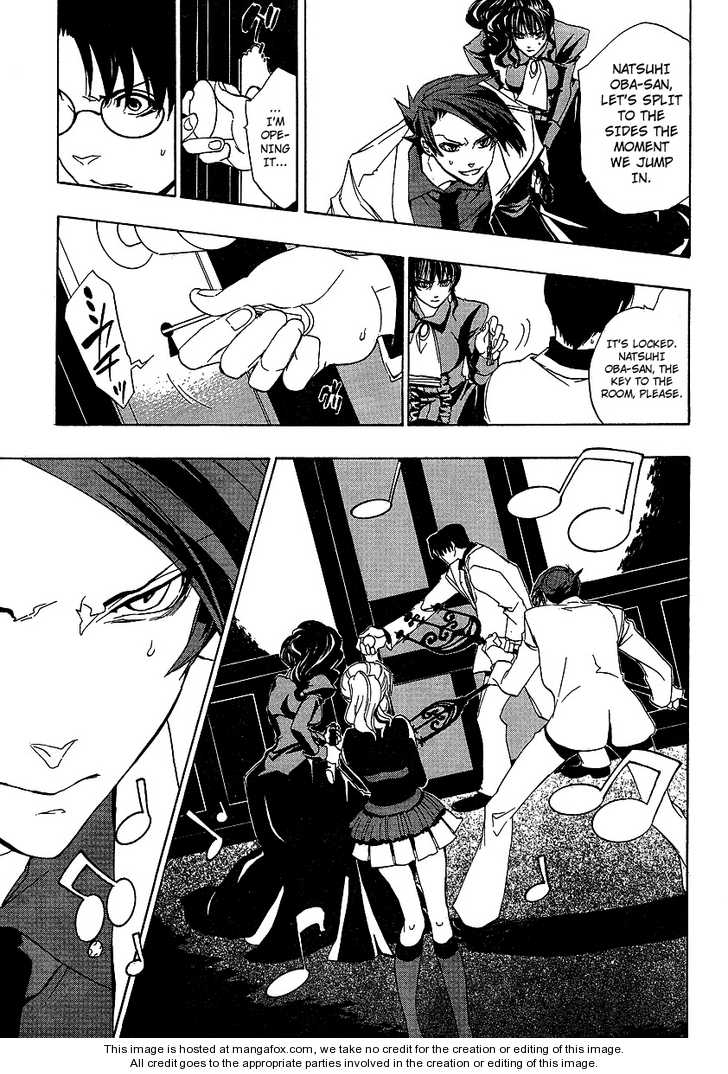 NATSUHI
OBA-SAN,
LET'S SPLIT
TO THE
SIDES THE
MOMENT
WE JUMP
IN.
...
I'M
OPE-
NING
IT...
IT'S LOCKED.
NATSUHI
OBA-SAN, THE
KEY TO THE
ROOM, PLEASE.
This image is hosted at mangafox.com, we take no credit for the creation or editing of this image.
All credit goes to the appropriate parties involved in the creation or editing of this image.